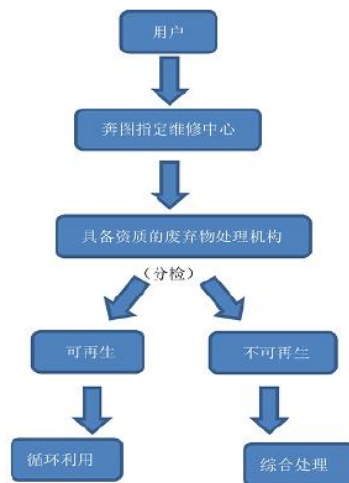 用户
奔图指定维修中心
具备资质的废弃物处理机构
(分检)
可再生
不可再生
循环利用
综合处理